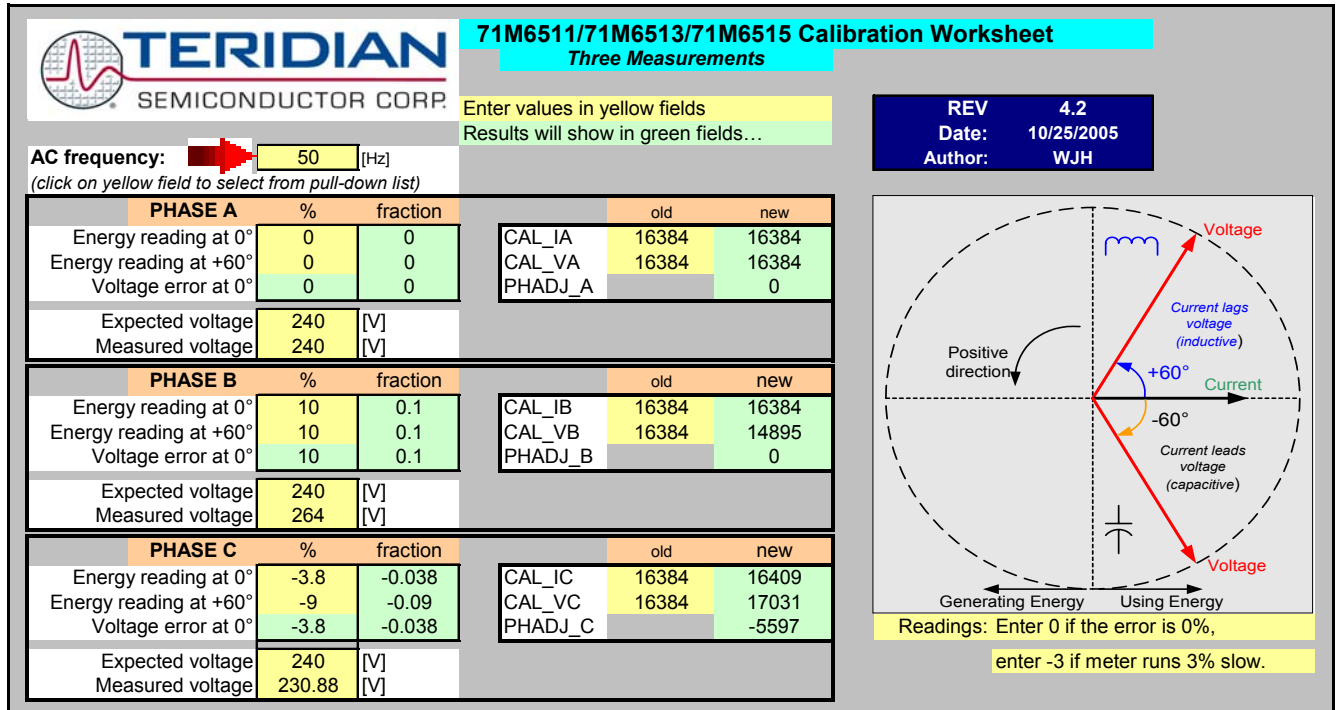 TERIDIAN
SEMICONDUCTOR CORP.
71M6511/71M6513/71M6515 Calibration Worksheet
Three Measurements
Enter values in yellow fields
Results will show in green fields…
REV 4.2
Date: 10/25/2005
Author: WJH
AC frequency: 50 [Hz]
(click on yellow field to select from pull-down list)
PHASE A % fraction old new
Energy reading at 0° 0 0 CAL_IA 16384 16384
Energy reading at +60° 0 0 CAL_VA 16384 16384
Voltage error at 0° 0 0 PHADJ_A 0
Expected voltage 240 [V]
Measured voltage 240 [V]
PHASE B % fraction old new
Energy reading at 0° 10 0.1 CAL_IB 16384 16384
Energy reading at +60° 10 0.1 CAL_VB 16384 14895
Voltage error at 0° 10 0.1 PHADJ_B 0
Expected voltage 240 [V]
Measured voltage 264 [V]
PHASE C % fraction old new
Energy reading at 0° -3.8 -0.038 CAL_IC 16384 16409
Energy reading at +60° -9 -0.09 CAL_VC 16384 17031
Voltage error at 0° -3.8 -0.038 PHADJ_C -5597
Expected voltage 240 [V]
Measured voltage 230.88 [V]
Voltage
Current lags
voltage
(inductive)
Positive
direction
+60°
Current
-60°
Current leads
voltage
(capacitive)
Voltage
Generating Energy Using Energy
Readings: Enter 0 if the error is 0%,
enter -3 if meter runs 3% slow.